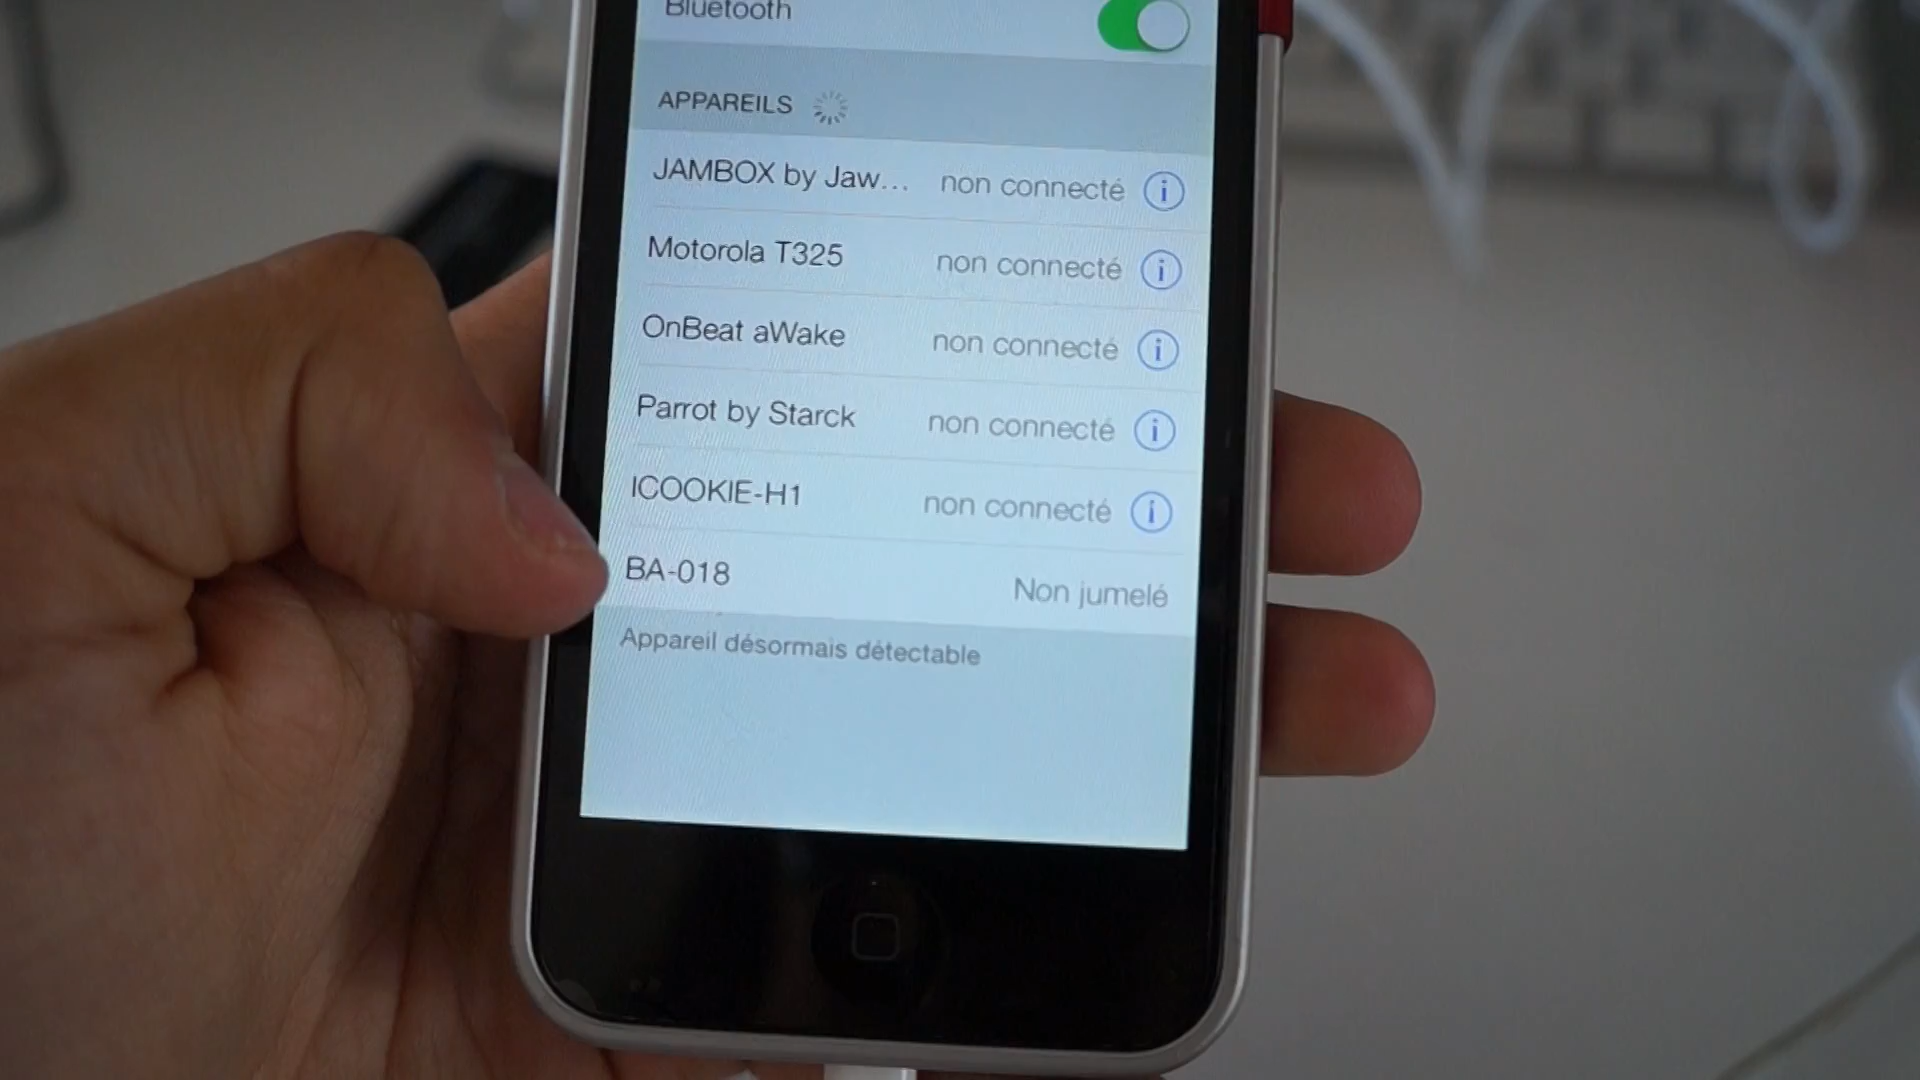 Bluetooth
APPAREILS
JAMBOX by Jaw... non connecté i
Motorola T325 non connecté i
OnBeat aWake non connecté i
Parrot by Starck non connecté i
ICOOKIE-H1 non connecté i
BA-018 Non jumelé
Appareil désormais détectable